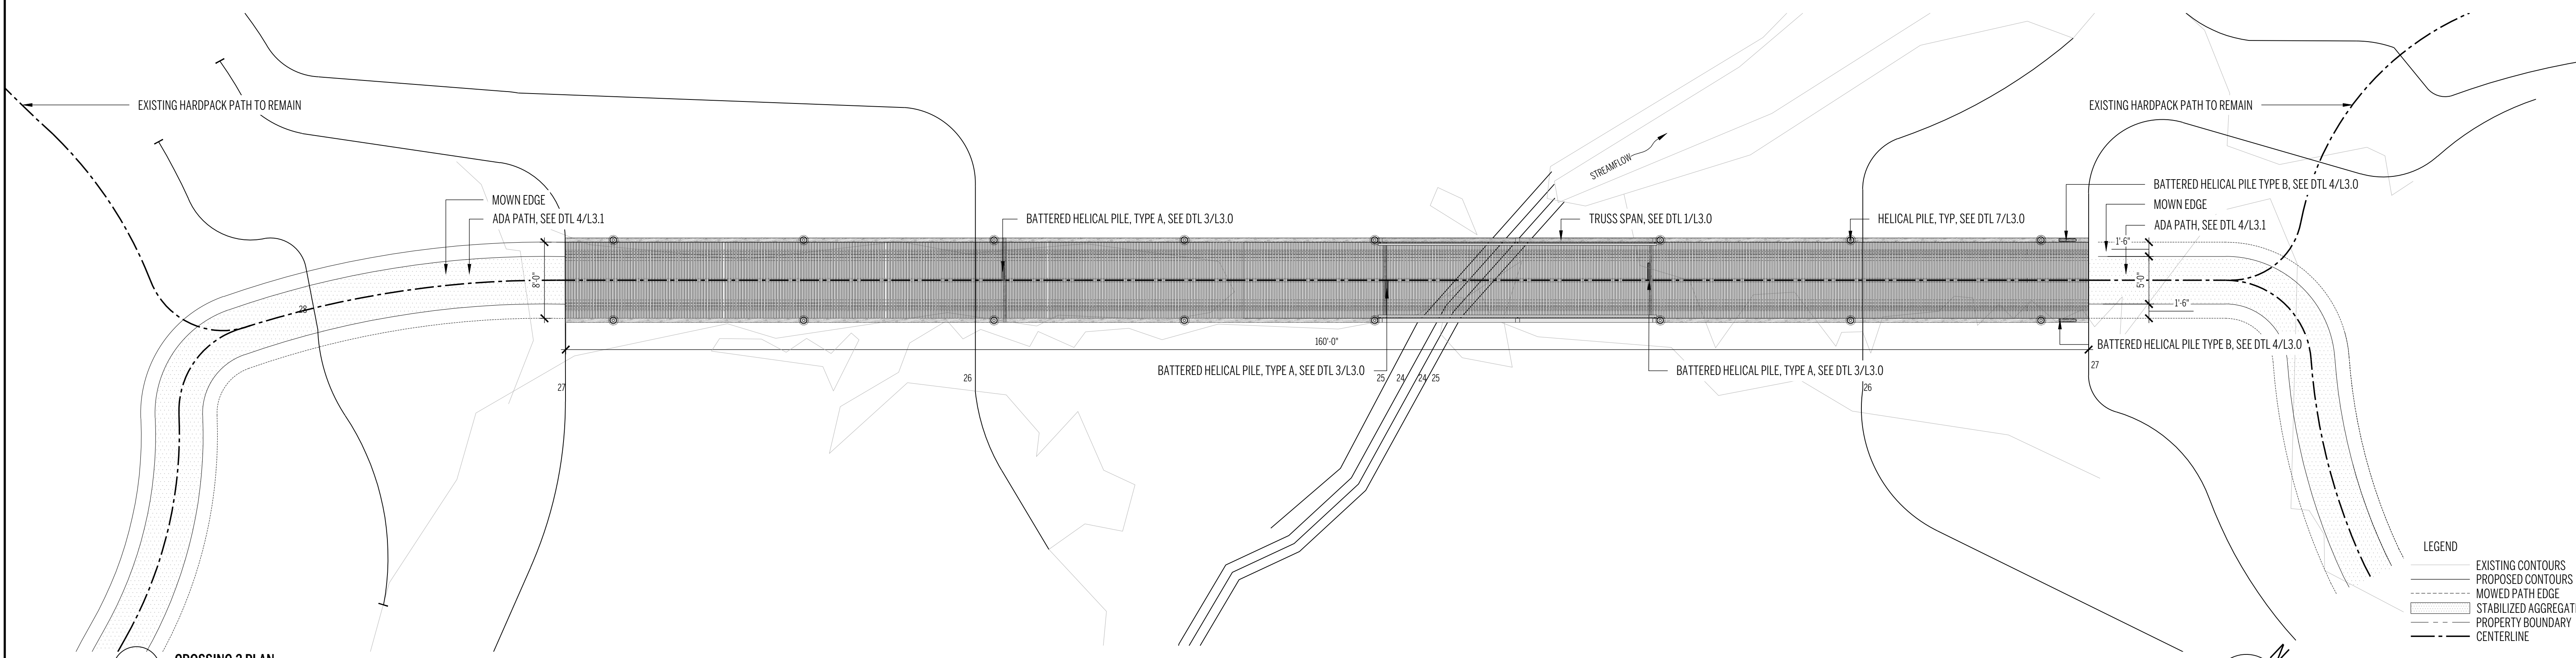 EXISTING HARDPACK PATH TO REMAIN
EXISTING HARDPACK PATH TO REMAIN
STREAMFLOW
MOWN EDGE
ADA PATH, SEE DTL 4/L3.1
BATTERED HELICAL PILE, TYPE A, SEE DTL 3/L3.0
TRUSS SPAN, SEE DTL 1/L3.0
HELICAL PILE, TYP, SEE DTL 7/L3.0
BATTERED HELICAL PILE TYPE B, SEE DTL 4/L3.0
MOWN EDGE
ADA PATH, SEE DTL 4/L3.1
1'-6"
8'-0"
5'-0"
1'-6"
28
160'-0"
BATTERED HELICAL PILE TYPE B, SEE DTL 4/L3.0
27
BATTERED HELICAL PILE, TYPE A, SEE DTL 3/L3.0
BATTERED HELICAL PILE, TYPE A, SEE DTL 3/L3.0
27
26
25
24
24
25
26
LEGEND
EXISTING CONTOURS
PROPOSED CONTOURS
MOWED PATH EDGE
STABILIZED AGGREGAT
PROPERTY BOUNDARY
CENTERLINE
CROSSING 2 PLAN